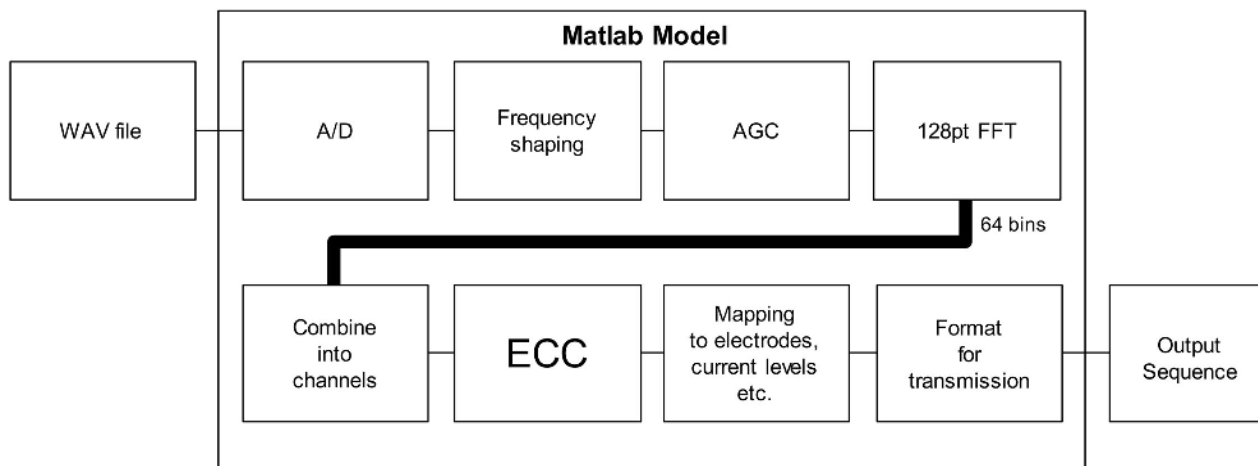 Matlab Model
WAV file
A/D
Frequency
shaping
AGC
128pt FFT
64 bins
Combine
into
channels
ECC
Mapping
to electrodes,
current levels
etc.
Format
for
transmission
Output
Sequence